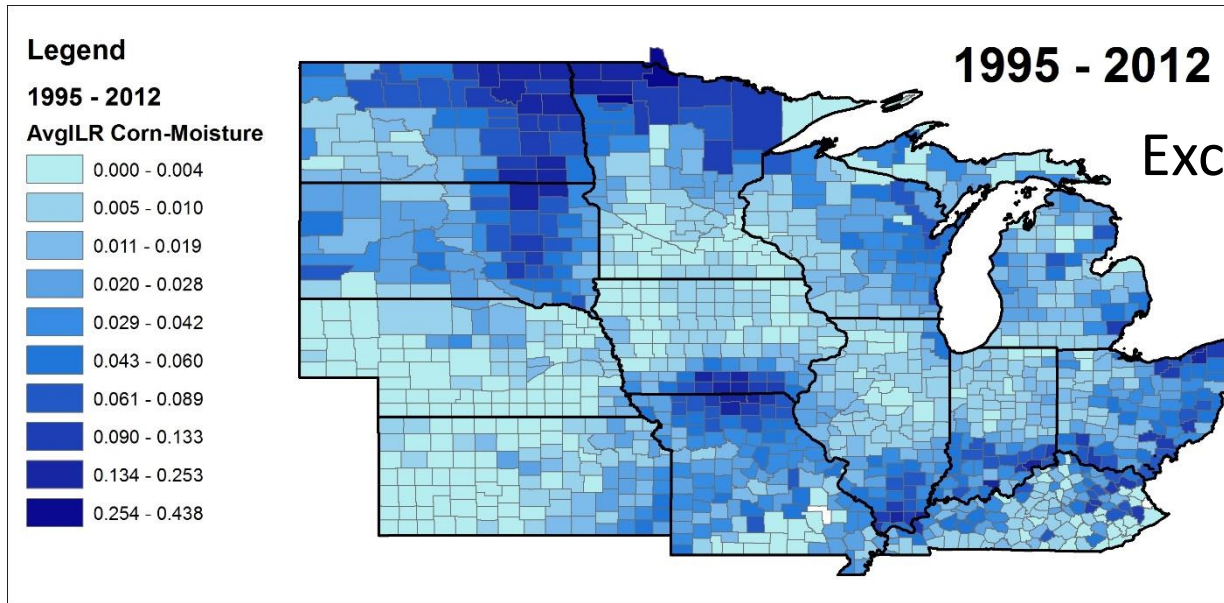 Legend
1995 - 2012
AvgILR Corn-Moisture
0.000 - 0.004
0.005 - 0.010
0.011 - 0.019
0.020 - 0.028
0.029 - 0.042
0.043 - 0.060
0.061 - 0.089
0.090 - 0.133
0.134 - 0.253
0.254 - 0.438
1995 - 2012
Exc